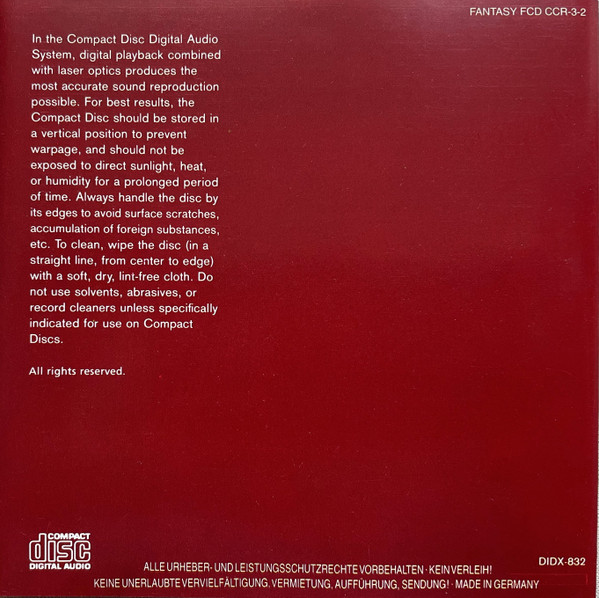 FANTASY FCD CCR-3-2
In the Compact Disc Digital Audio
System, digital playback combined
with laser optics produces the
most accurate sound reproduction
possible. For best results, the
Compact Disc should be stored in
a vertical position to prevent
warpage, and should not be
exposed to direct sunlight, heat,
or humidity for a prolonged period
of time. Always handle the disc by
its edges to avoid surface scratches,
accumulation of foreign substances,
etc. To clean, wipe the disc (in a
straight line, from center to edge)
with a soft, dry, lint-free cloth. Do
not use solvents, abrasives, or
record cleaners unless specifically
indicated for use on Compact
Discs.
All rights reserved.
COMPACT
disc
DIGITAL AUDIO
DIDX-832
ALLE URHEBER- UND LEISTUNGSSCHUTZRECHTE VORBEHALTEN · KEIN VERLEIH!
KEINE UNERLAUBTE VERVIELFÄLTIGUNG, VERMIETUNG, AUFFÜHRUNG, SENDUNG! · MADE IN GERMANY